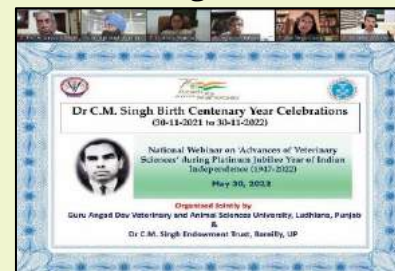 Dr C.M. Singh Birth Centenary Year Celebrations
(30-11-2021 to 30-11-2022)
National Webinar on 'Advances of Veterinary
Sciences' during Platinum Jubilee Year of Indian
Independence (1947-2022)
May 30, 2022
Organised Jointly by
Guru Angad Dev Veterinary and Animal Sciences University, Ludhiana, Punjab
&
Dr C.M. Singh Endowment Trust, Bareilly, UP